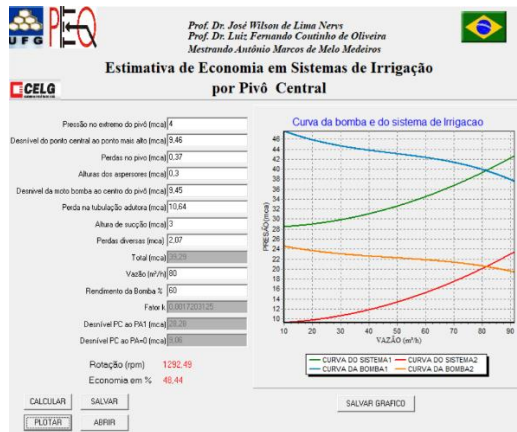 UFG
PEQ
Prof. Dr. José Wilson de Lima Nerys
Prof. Dr. Luiz Fernando Coutinho de Oliveira
Mestrando Antônio Marcos de Melo Medeiros
Estimativa de Economia em Sistemas de Irrigação
por Pivô Central
CELG
Pressão no extremo do pivô (mca) 4
Desnível do ponto central ao ponto mais alto (mca) 9,46
Perdas no pivo (mca) 0,37
Alturas dos aspersores (mca) 0,3
Desnivel da moto bomba ao centro do pivô (mca) 9,45
Perda na tubulação adutora (mca) 10,64
Altura de sucção (mca) 3
Perdas diversas (mca) 2,07
Total (mca) 39,29
Vazão (m³/h) 80
Rendimento da Bomba % 60
Fator k 0.0017203125
Desnível PC ao PA1 (mca) 28,28
Desnível PC ao PA=0 (mca) 9,06
Rotação (rpm) 1292,49
Economia em % 48,44
CALCULAR SALVAR
PLOTAR ABRIR
Curva da bomba e do sistema de Irrigacao
PRESÃO(mca)
46
44
42
40
38
36
34
32
30
28
26
24
22
20
18
16
14
12
10
10 20 30 40 50 60 70 80 90
VAZÃO (m³/h)
CURVA DO SISTEMA1 CURVA DO SISTEMA2
CURVA DA BOMBA1 CURVA DA BOMBA2
SALVAR GRAFICO